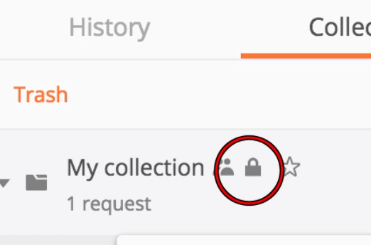 History
Collec
Trash
My collection
1 request